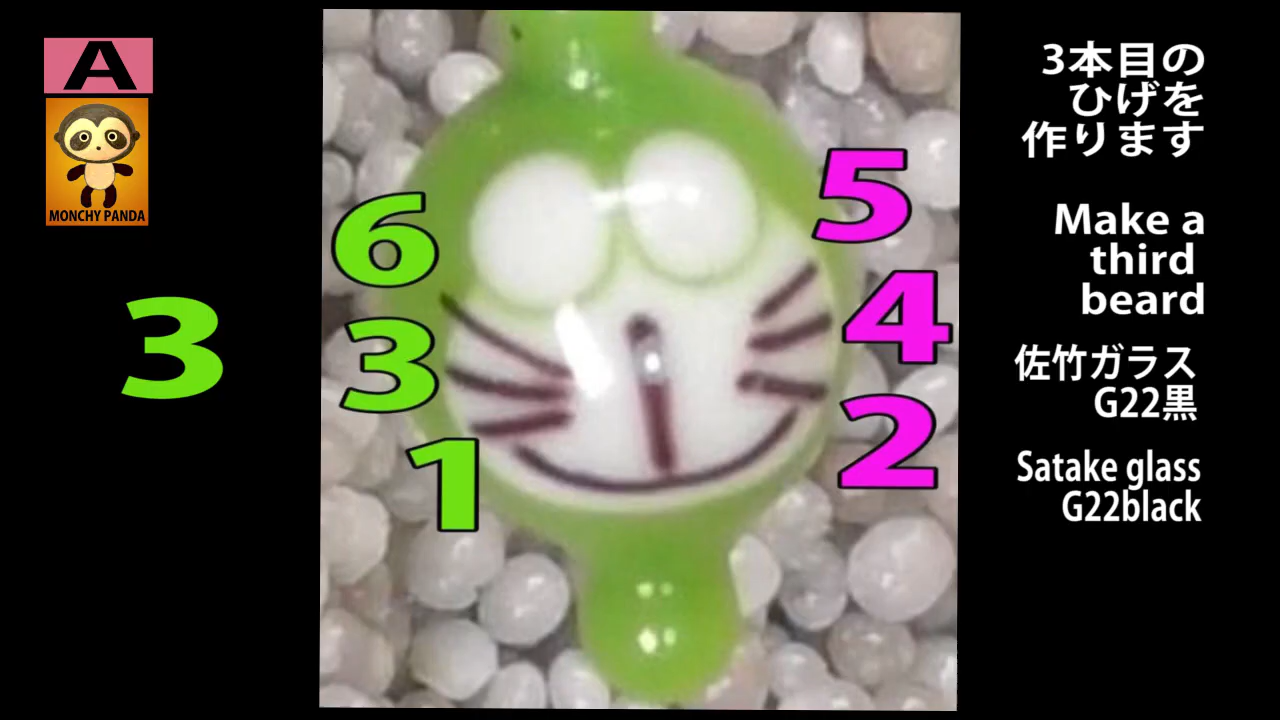 A
MONCHY PANDA
3
6
3
1
5
4
2
3本目の
ひげを
作ります
Make a
third
beard
佐竹ガラス
G22黒
Satake glass
G22black